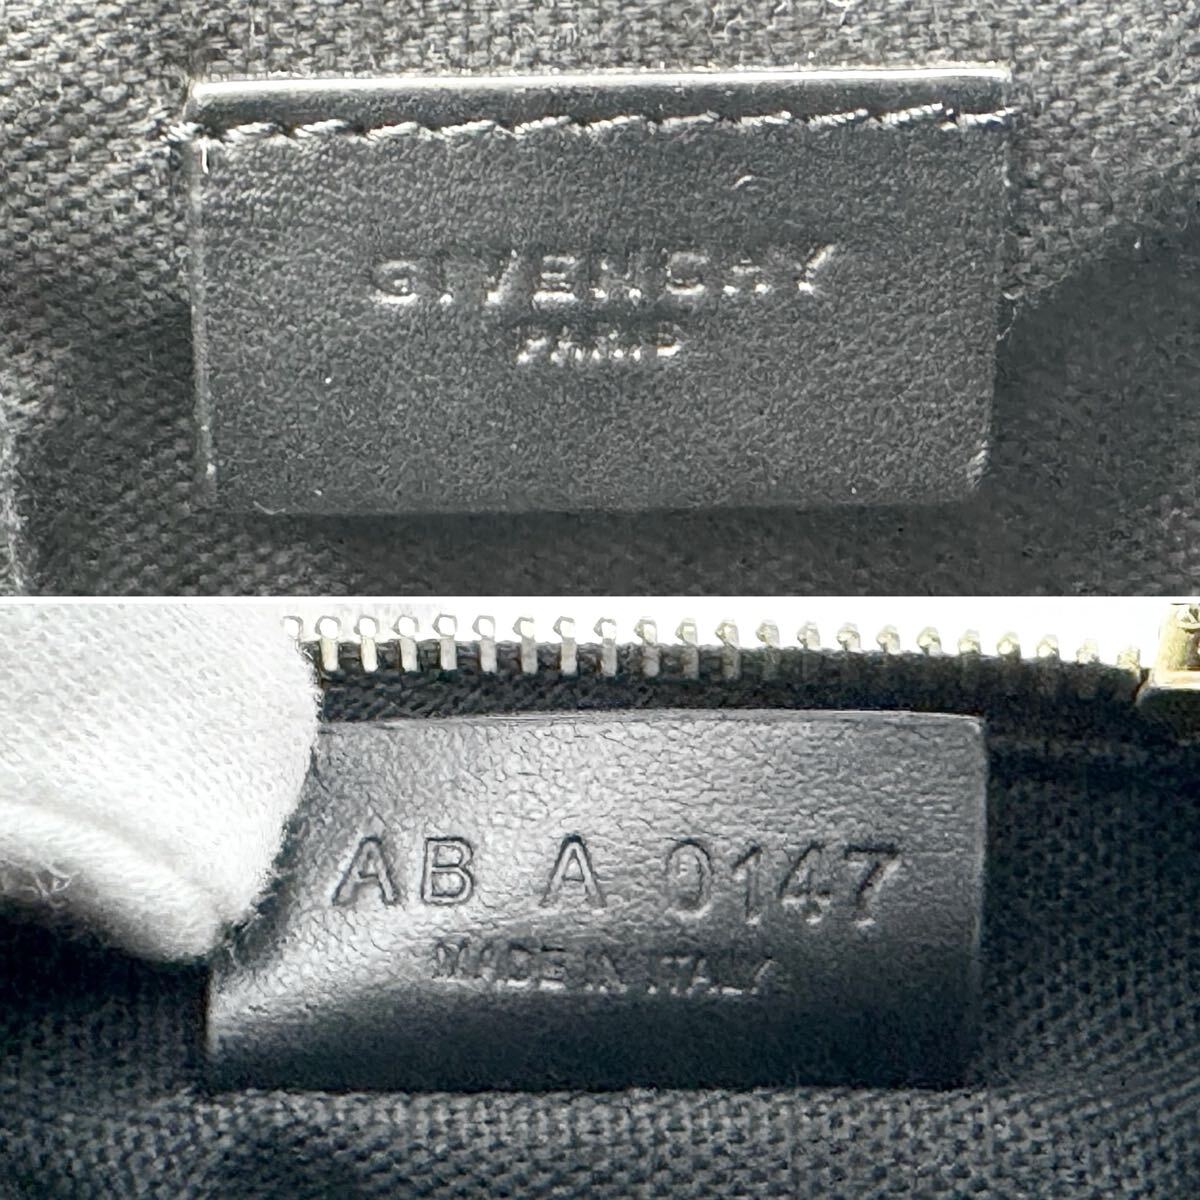 GIVENCHY
PARIS
AB A 0147
MADE IN ITALY